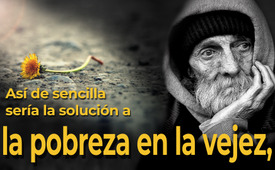 Así de sencilla
sería la solución a
la pobreza en la vejez,